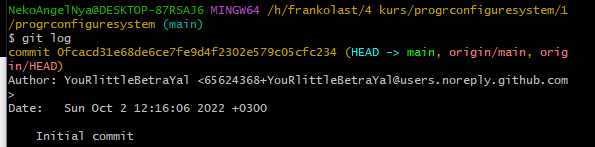 NekoAngelNya@DESKTOP-87RSAJ6 MINGW64 /h/frankolast/4 kurs/progrconfiguresystem/1
/progrconfiguresystem (main)
$ git log
commit 0fcacd31e68de6ce7fe9d4f2302e579c05cfc234 (HEAD -> main, origin/main, orig
in/HEAD)
Author: YouRlittleBetraYal <65624368+YouRlittleBetraYal@users.noreply.github.com
>
Date:   Sun Oct 2 12:16:06 2022 +0300
    Initial commit